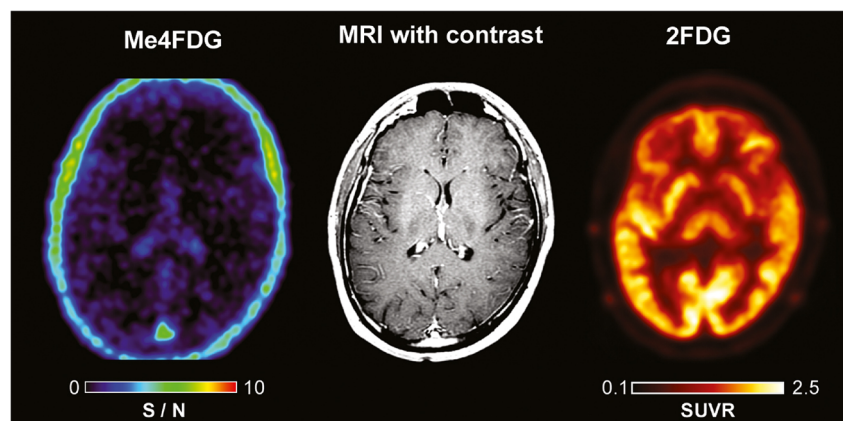 Me4FDG
MRI with contrast
2FDG
0
10
S / N
0.1
2.5
SUVR